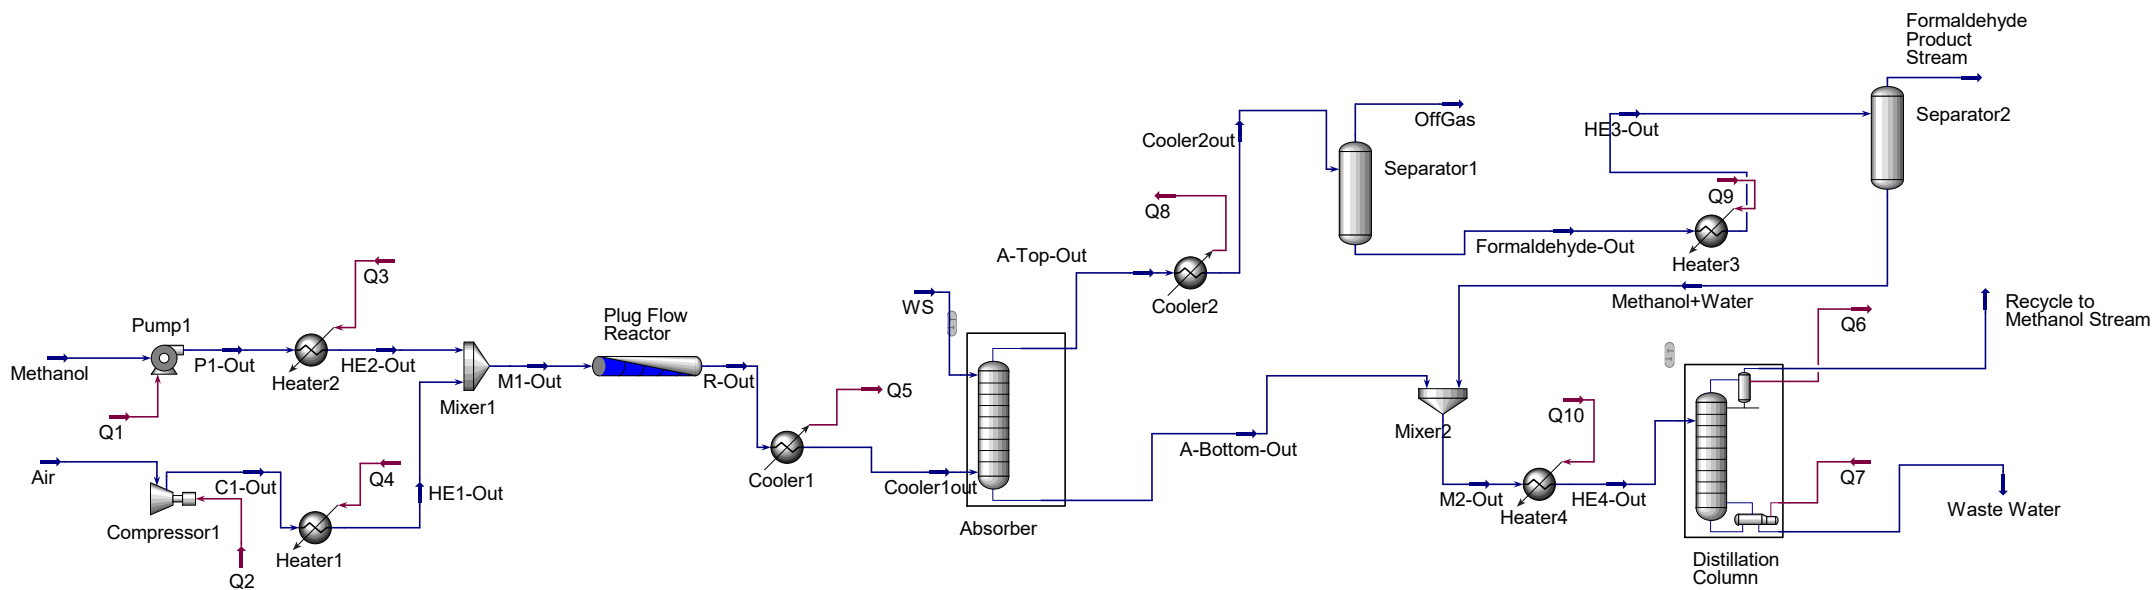 Formaldehyde
Product
Stream
OffGas
HE3-Out
Separator2
Cooler2out
Separator1
Q9
Q8
Formaldehyde-Out
Heater3
A-Top-Out
Q3
Cooler2
WS
Methanol+Water
Recycle to
Methanol Stream
Q6
Plug Flow
Reactor
Pump1
P1-Out
HE2-Out
Heater2
Methanol
M1-Out
R-Out
Mixer1
Q5
Q1
Q10
Mixer2
A-Bottom-Out
Air
C1-Out
Q4
HE1-Out
Cooler1
Cooler1out
M2-Out
HE4-Out
Q7
Heater4
Waste Water
Compressor1
Heater1
Absorber
Q2
Distillation
Column